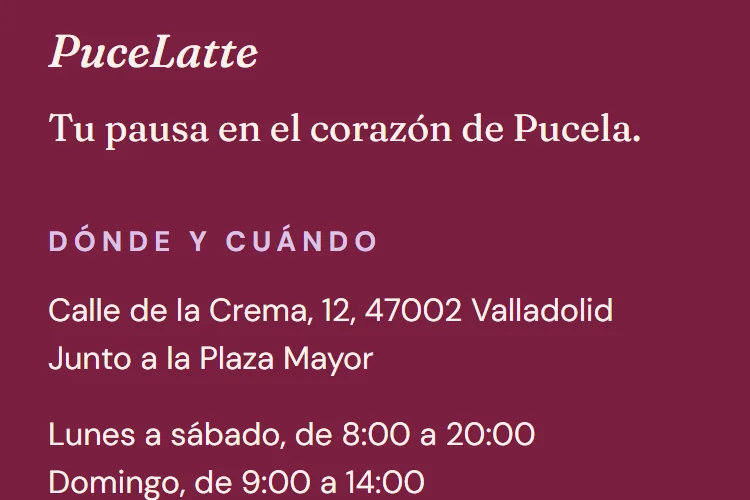 PuceLatte
Tu pausa en el corazón de Pucela.
DÓNDE Y CUÁNDO
Calle de la Crema, 12, 47002 Valladolid
Junto a la Plaza Mayor
Lunes a sábado, de 8:00 a 20:00
Domingo, de 9:00 a 14:00